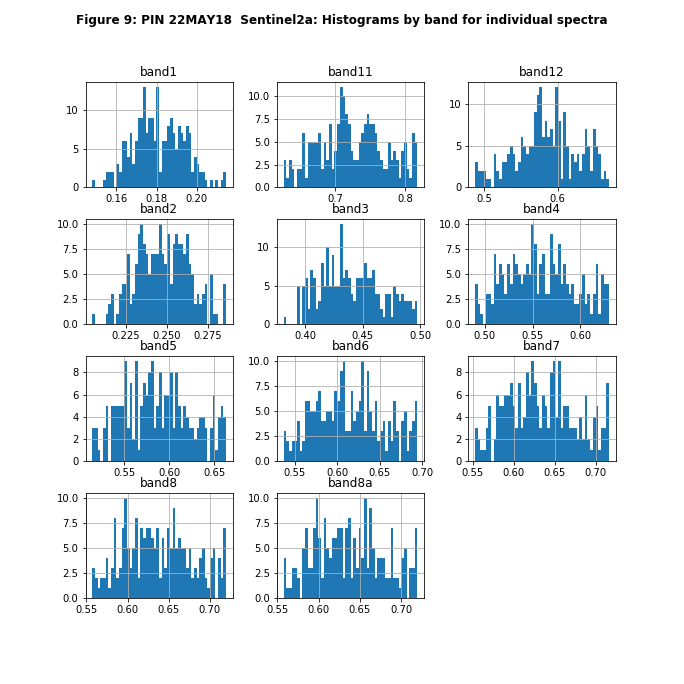 Figure 9: PIN 22MAY18  Sentinel2a: Histograms by band for individual spectra
band1 band11 band12
10 5 0
0.16 0.18 0.20
10.0 7.5 5.0 2.5 0.0
0.7 0.8
10 5 0
0.5 0.6
band2 band3 band4
10.0 7.5 5.0 2.5 0.0
0.225 0.250 0.275
10 5 0
0.40 0.45 0.50
10.0 7.5 5.0 2.5 0.0
0.50 0.55 0.60
band5 band6 band7
8 6 4 2 0
0.55 0.60 0.65
10.0 7.5 5.0 2.5 0.0
0.55 0.60 0.65 0.70
8 6 4 2 0
0.55 0.60 0.65 0.70
band8 band8a
10.0 7.5 5.0 2.5 0.0
0.55 0.60 0.65 0.70
10.0 7.5 5.0 2.5 0.0
0.55 0.60 0.65 0.70